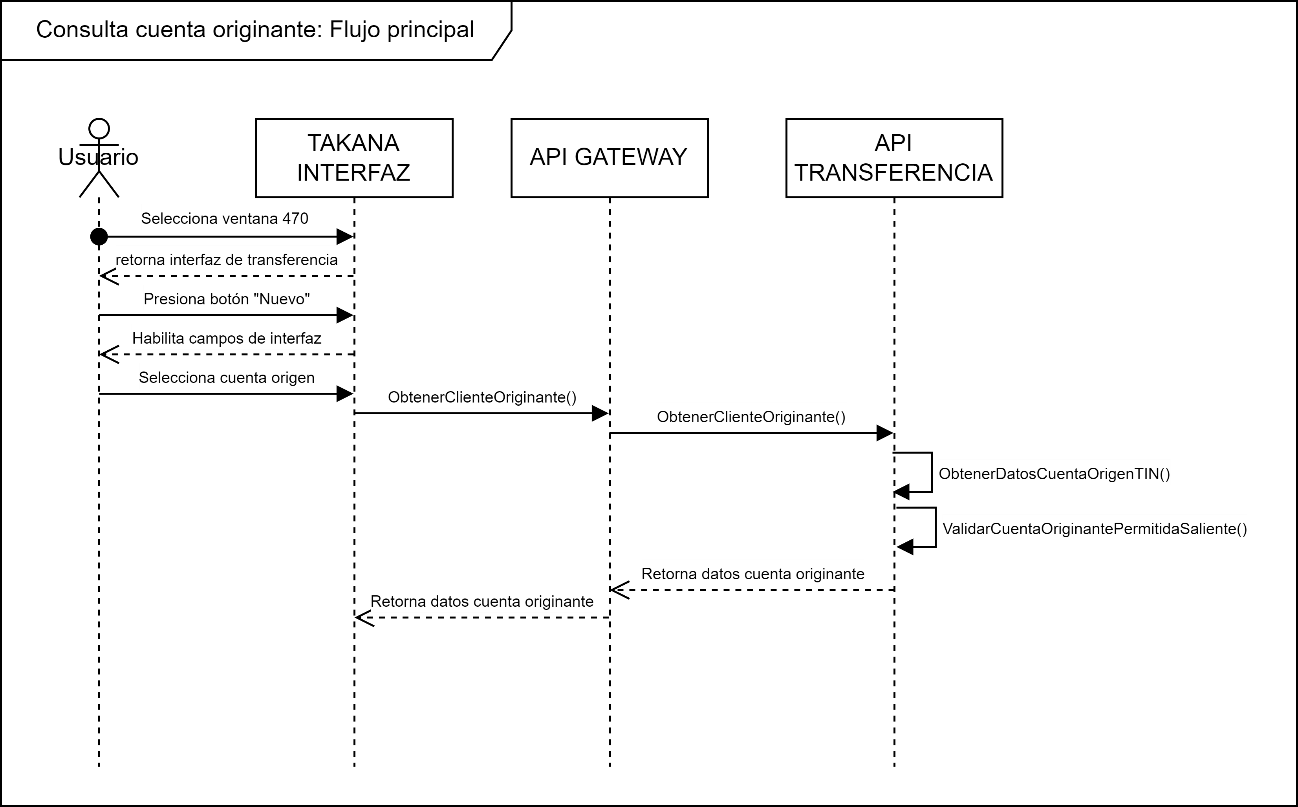 Consulta cuenta originante: Flujo principal
Usuario
TAKANA
INTERFAZ
API GATEWAY
API
TRANSFERENCIA
Selecciona ventana 470
retorna interfaz de transferencia
Presiona botón "Nuevo"
Habilita campos de interfaz
Selecciona cuenta origen
ObtenerClienteOriginante()
ObtenerClienteOriginante()
ObtenerDatosCuentaOrigenTIN()
ValidarCuentaOriginantePermitidaSaliente()
Retorna datos cuenta originante
Retorna datos cuenta originante